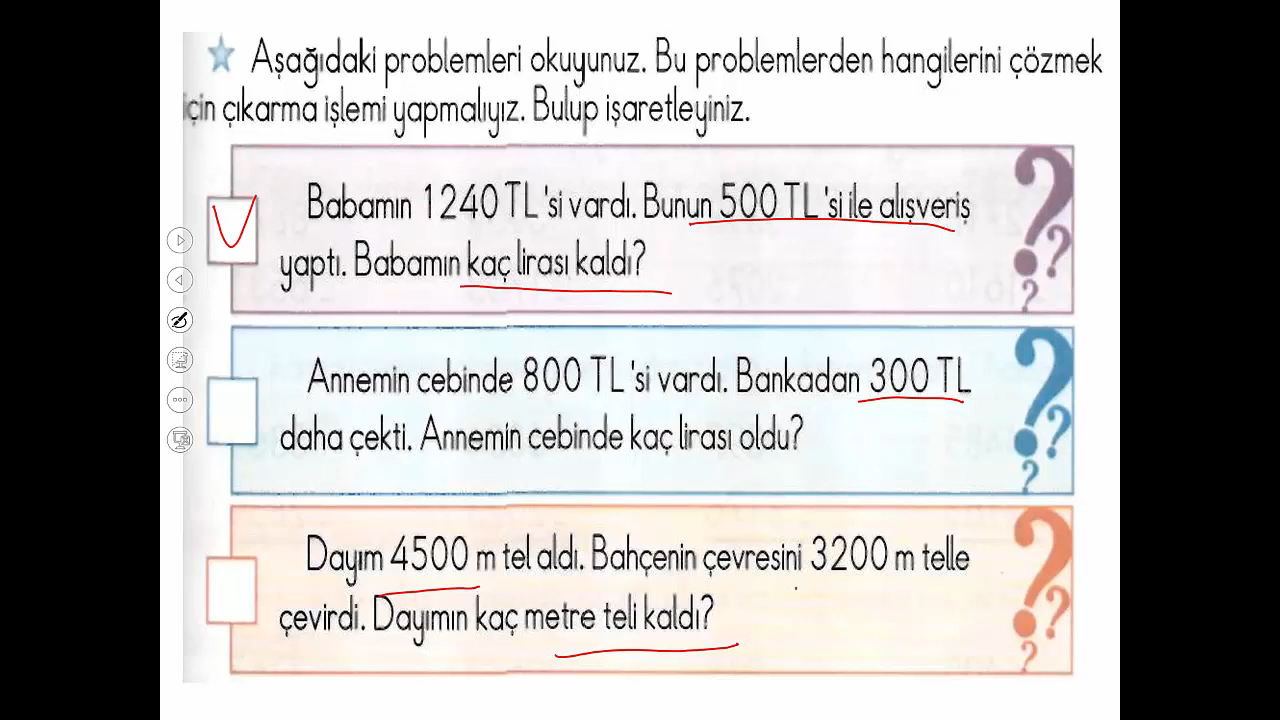 Aşağıdaki problemleri okuyunuz. Bu problemlerden hangilerini çözmek
için çıkarma işlemi yapmalıyız. Bulup işaretleyiniz.
Babamın 1240 TL'si vardı. Bunun 500 TL'si ile alışveriş
yaptı. Babamın kaç lirası kaldı?
Annemin cebinde 800 TL'si vardı. Bankadan 300 TL
daha çekti. Annemin cebinde kaç lirası oldu?
Dayım 4500 m tel aldı. Bahçenin çevresini 3200 m telle
çevirdi. Dayımın kaç metre teli kaldı?